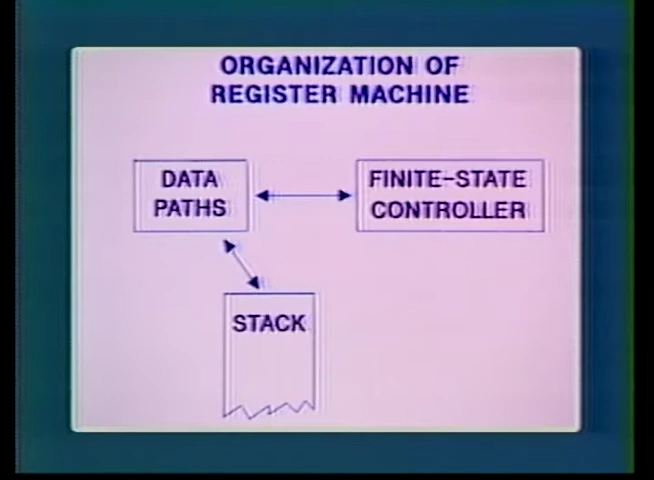 ORGANIZATION OF
REGISTER MACHINE
DATA
PATHS
FINITE-STATE
CONTROLLER
STACK